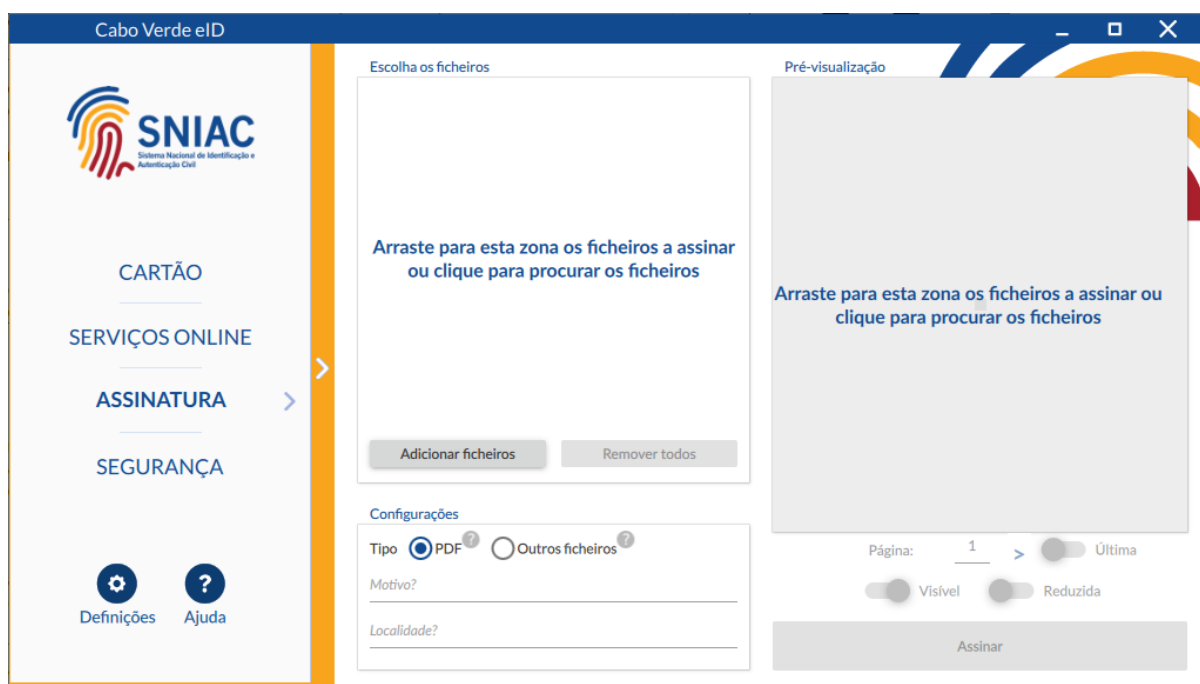 Cabo Verde eID
SNIAC
Sistema Nacional de Identificação e
Autenticação Civil
CARTÃO
SERVIÇOS ONLINE
ASSINATURA
SEGURANÇA
Definições
?
Ajuda
Escolha os ficheiros
Arraste para esta zona os ficheiros a assinar
ou clique para procurar os ficheiros
Adicionar ficheiros
Remover todos
Configurações
Tipo PDF ? Outros ficheiros ?
Motivo?
Localidade?
Pré-visualização
Arraste para esta zona os ficheiros a assinar ou
clique para procurar os ficheiros
Página: 1 > Última
Visível Reduzida
Assinar